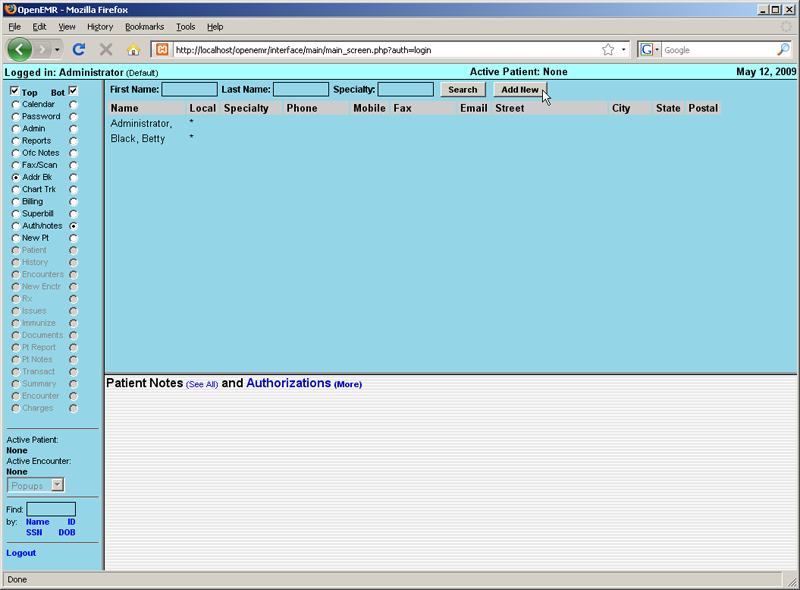 OpenEMR - Mozilla Firefox
File Edit View History Bookmarks Tools Help
http://localhost/openemr/interface/main/main_screen.php?auth=login
G Google
Logged in: Administrator (Default) Active Patient: None May 12, 2009
Top Bot
Calendar
Password
Admin
Reports
Ofc Notes
Fax/Scan
Addr Bk
Chart Trk
Billing
Superbill
Auth/notes
New Pt
Patient
History
Encounters
New Enctr
Rx
Issues
Immunize
Documents
Pt Report
Pt Notes
Transact
Summary
Encounter
Charges
Active Patient:
None
Active Encounter:
None
Popups
Find:
by: Name ID
SSN DOB
Logout
First Name: Last Name: Specialty: Search Add New
Name Local Specialty Phone Mobile Fax Email Street City State Postal
Administrator, *
Black, Betty *
Patient Notes (See All) and Authorizations (More)
Done